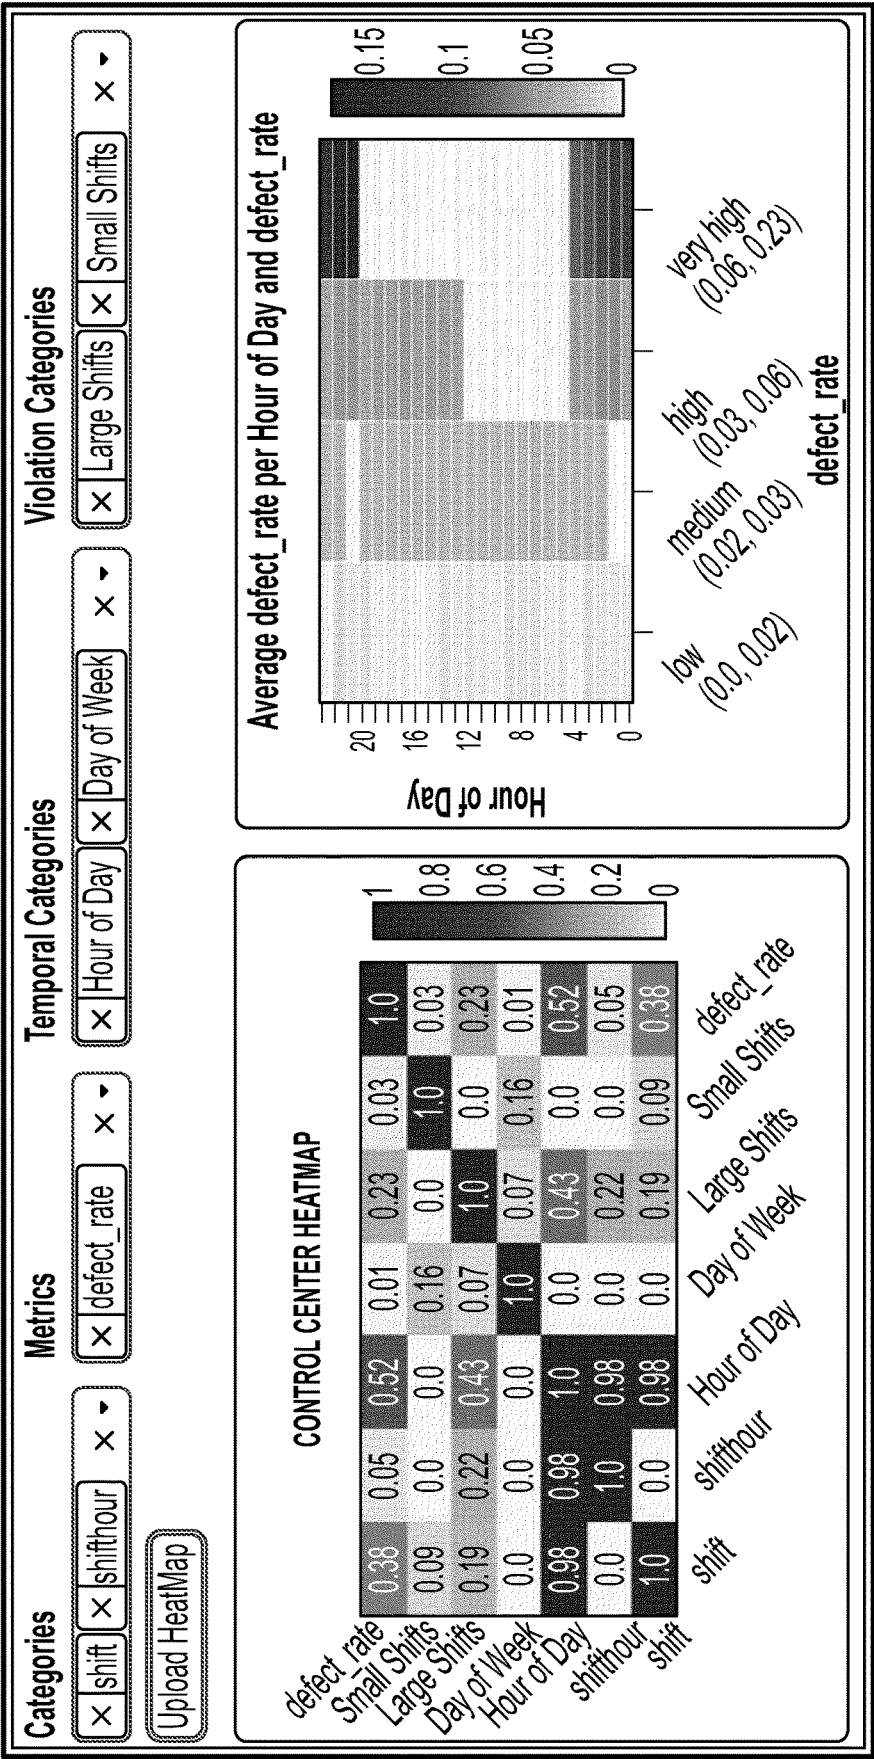 Categories
Metrics
Temporal Categories
Violation Categories
× shift × shifthour ×
× defect_rate ×
× Hour of Day × Day of Week ×
× Large Shifts × Small Shifts ×
Upload HeatMap
CONTROL CENTER HEATMAP
defect_rate 0.38 0.05 0.52 0.01 0.23 0.03 1.0
Small Shifts 0.09 0.0 0.0 0.16 0.0 1.0 0.03
Large Shifts 0.19 0.22 0.43 0.07 1.0 0.0 0.23
Day of Week 0.0 0.0 0.0 1.0 0.07 0.16 0.01
Hour of Day 0.98 0.98 1.0 0.0 0.43 0.0 0.52
shifthour 0.0 1.0 0.98 0.0 0.22 0.0 0.05
shift 1.0 0.0 0.98 0.0 0.19 0.09 0.38
shift
shifthour
Hour of Day
Day of Week
Large Shifts
Small Shifts
defect_rate
1
0.8
0.6
0.4
0.2
0
Average defect_rate per Hour of Day and defect_rate
Hour of Day
20
16
12
8
4
0
low
(0.0, 0.02)
medium
(0.02, 0.03)
high
(0.03, 0.06)
very high
(0.06, 0.23)
defect_rate
0.15
0.1
0.05
0